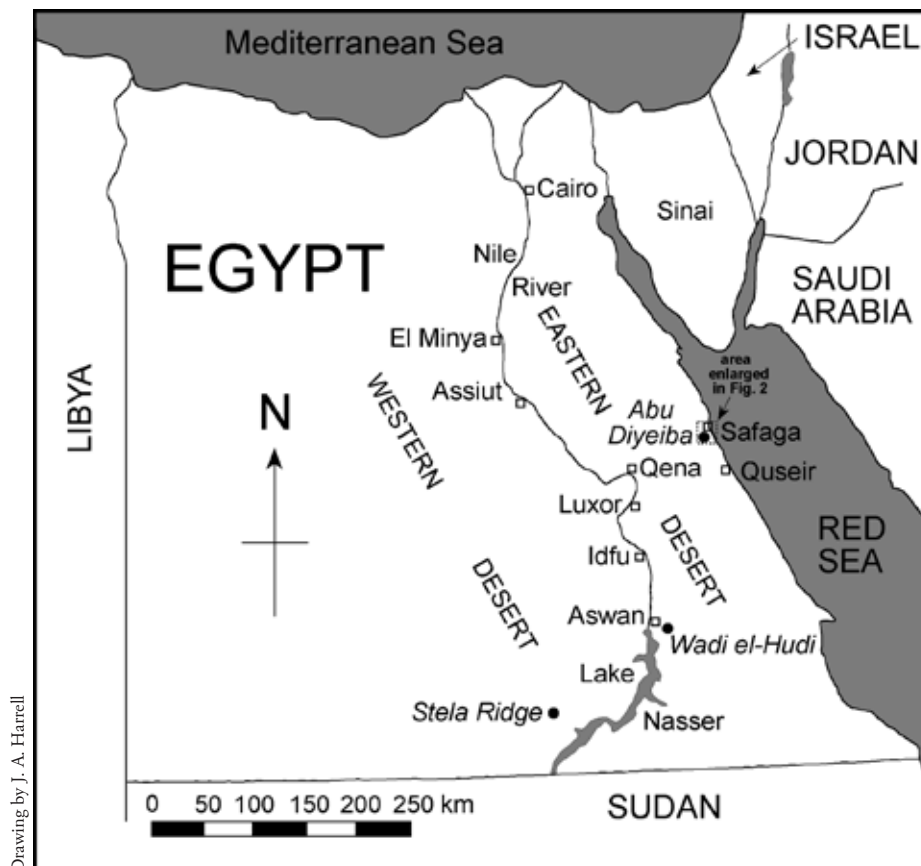 Mediterranean Sea
ISRAEL
JORDAN
Cairo
Sinai
EGYPT
Nile
River
SAUDI
ARABIA
El Minya
EASTERN
area
enlarged
in Fig. 2
LIBYA
WESTERN
Assiut
N
Abu
Diyeiba
Safaga
Qena
Quseir
Luxor
RED
SEA
Idfu
DESERT
DESERT
Aswan
Wadi el-Hudi
Lake
Nasser
Stela Ridge
0 50 100 150 200 250 km
SUDAN
Drawing by J. A. Harrell